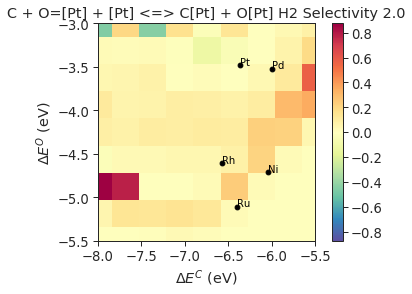 C + O=[Pt] + [Pt] <=> C[Pt] + O[Pt] H2 Selectivity 2.0
−3.0
−3.5
−4.0
−4.5
−5.0
−5.5
ΔE^O (eV)
Pt
Pd
Rh
Ni
Ru
−8.0 −7.5 −7.0 −6.5 −6.0 −5.5
ΔE^C (eV)
0.8
0.6
0.4
0.2
0.0
−0.2
−0.4
−0.6
−0.8